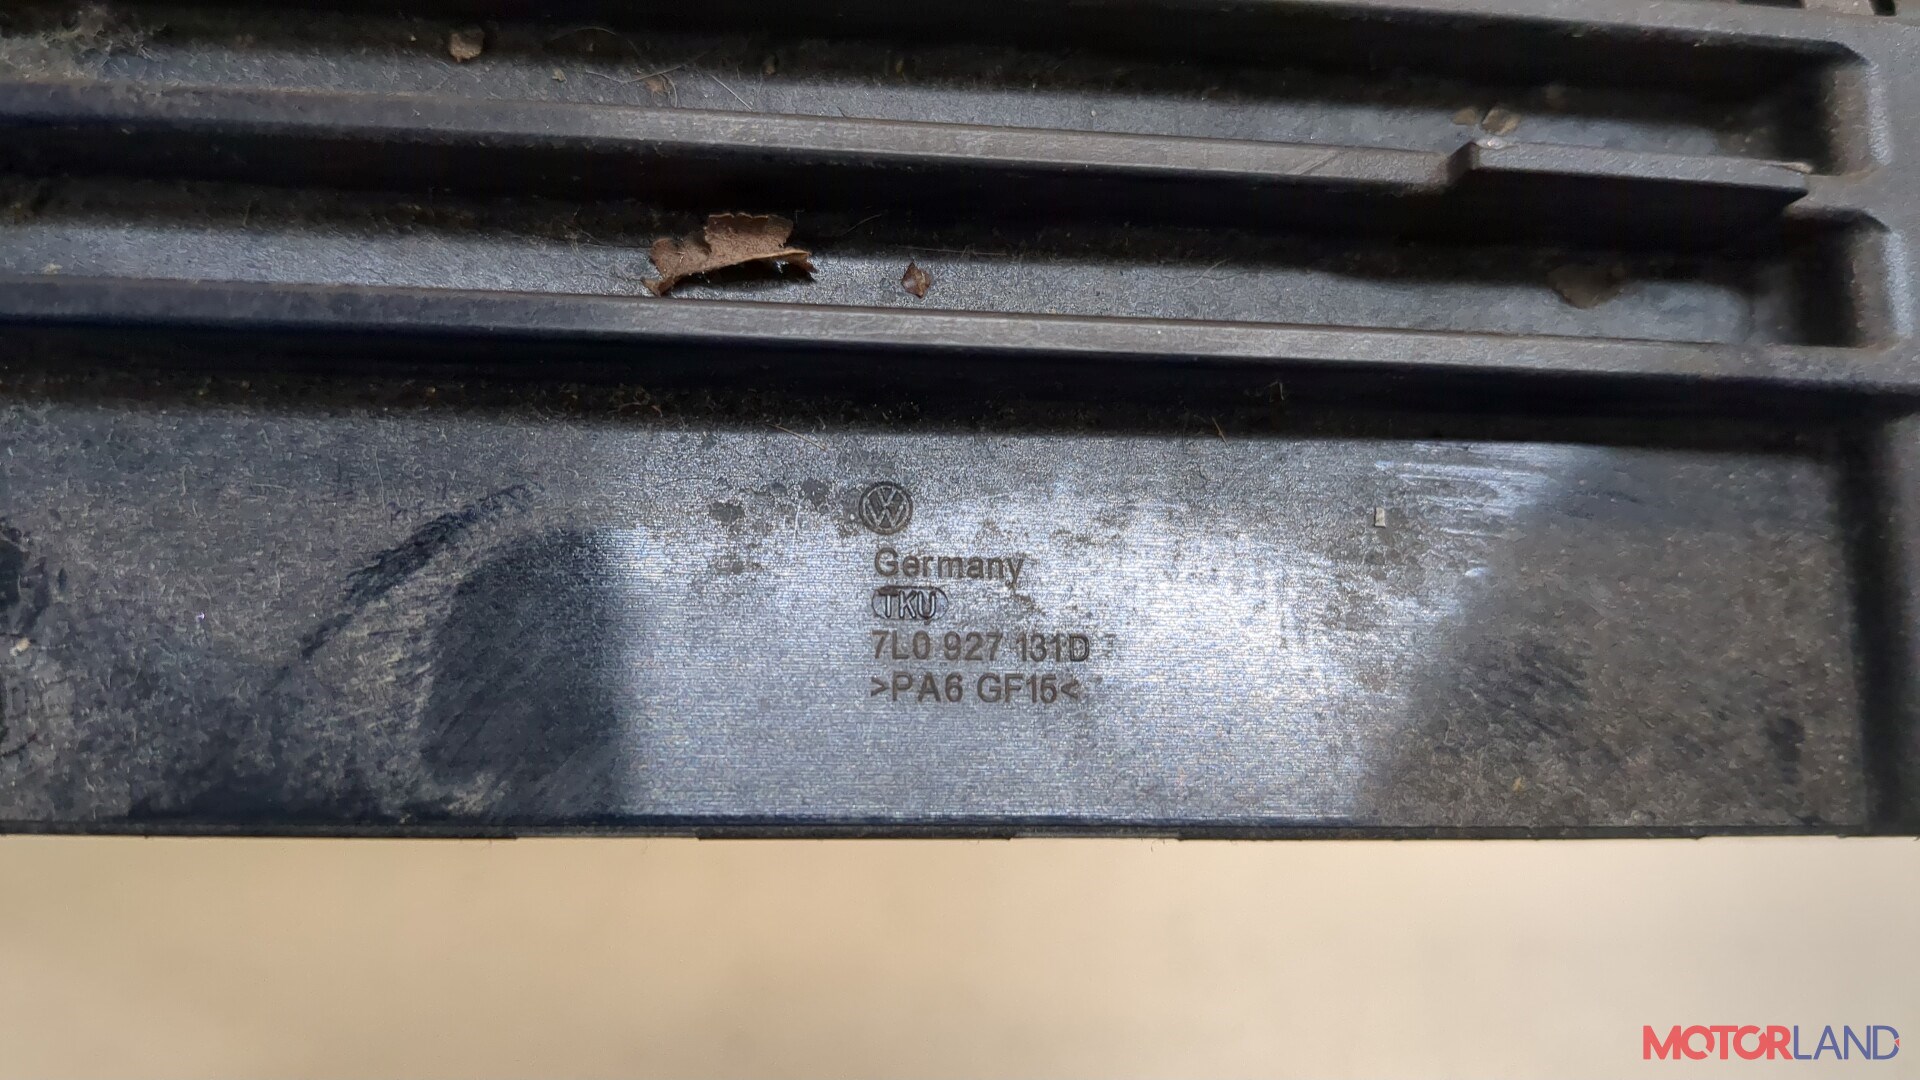 Germany
TKU
7L0 927 131D
>PA6 GF15<
MOTORLAND